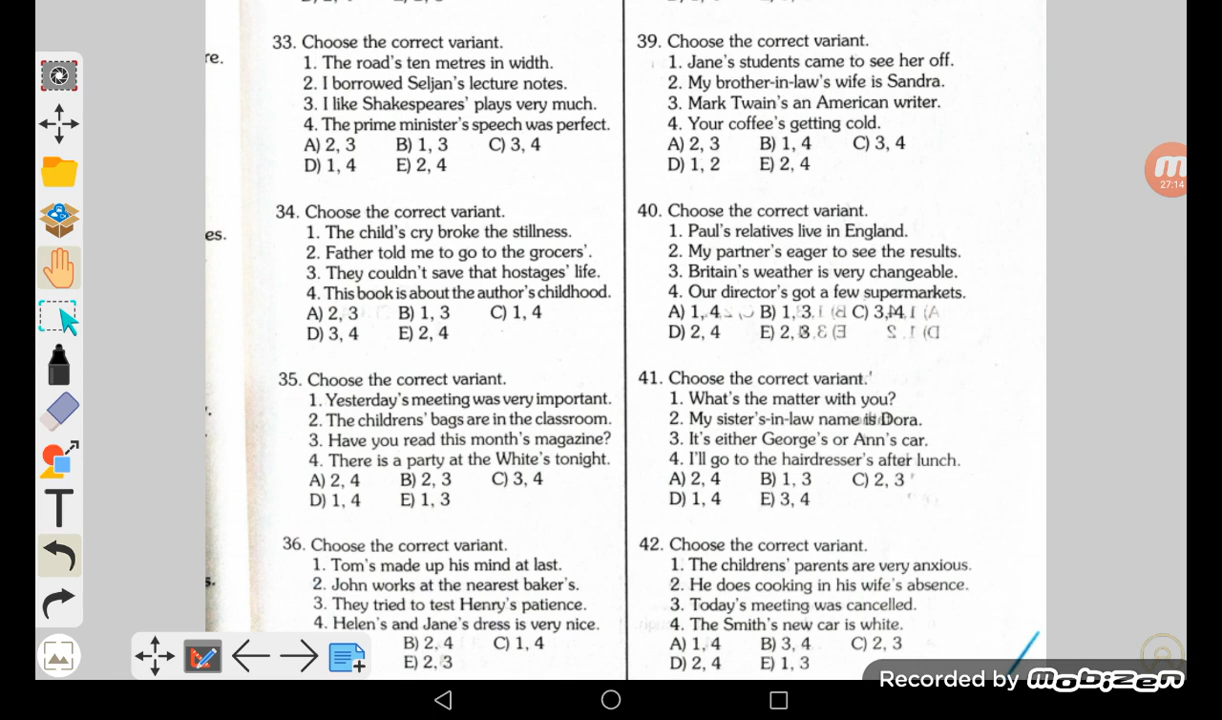 re.
es.
s.
33. Choose the correct variant.
1. The road's ten metres in width.
2. I borrowed Seljan's lecture notes.
3. I like Shakespeares' plays very much.
4. The prime minister's speech was perfect.
A) 2, 3 B) 1, 3 C) 3, 4
D) 1, 4 E) 2, 4
34. Choose the correct variant.
1. The child's cry broke the stillness.
2. Father told me to go to the grocers'.
3. They couldn't save that hostages' life.
4. This book is about the author's childhood.
A) 2, 3 B) 1, 3 C) 1, 4
D) 3, 4 E) 2, 4
35. Choose the correct variant.
1. Yesterday's meeting was very important.
2. The childrens' bags are in the classroom.
3. Have you read this month's magazine?
4. There is a party at the White's tonight.
A) 2, 4 B) 2, 3 C) 3, 4
D) 1, 4 E) 1, 3
36. Choose the correct variant.
1. Tom's made up his mind at last.
2. John works at the nearest baker's.
3. They tried to test Henry's patience.
4. Helen's and Jane's dress is very nice.
B) 2, 4 C) 1, 4
E) 2, 3
39. Choose the correct variant.
1. Jane's students came to see her off.
2. My brother-in-law's wife is Sandra.
3. Mark Twain's an American writer.
4. Your coffee's getting cold.
A) 2, 3 B) 1, 4 C) 3, 4
D) 1, 2 E) 2, 4
40. Choose the correct variant.
1. Paul's relatives live in England.
2. My partner's eager to see the results.
3. Britain's weather is very changeable.
4. Our director's got a few supermarkets.
A) 1, 4 B) 1, 3 C) 3, 4
D) 2, 4 E) 2, 3
41. Choose the correct variant.
1. What's the matter with you?
2. My sister's-in-law name is Dora.
3. It's either George's or Ann's car.
4. I'll go to the hairdresser's after lunch.
A) 2, 4 B) 1, 3 C) 2, 3
D) 1, 4 E) 3, 4
42. Choose the correct variant.
1. The childrens' parents are very anxious.
2. He does cooking in his wife's absence.
3. Today's meeting was cancelled.
4. The Smith's new car is white.
A) 1, 4 B) 3, 4 C) 2, 3
D) 2, 4 E) 1, 3
27:14
T
Recorded by mobizen